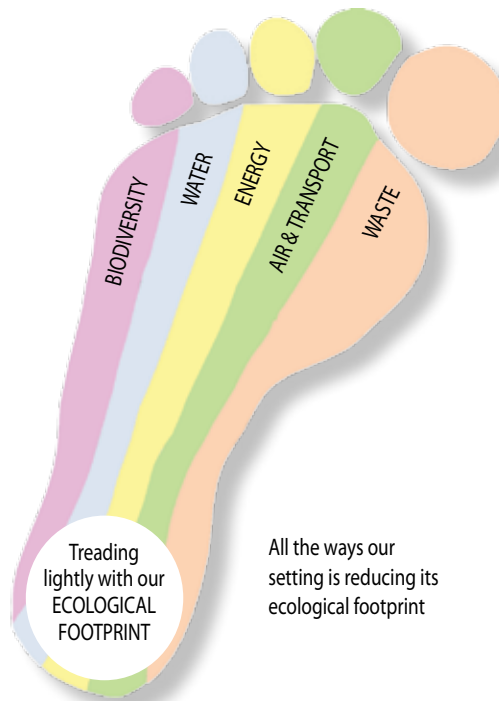 BIODIVERSITY
WATER
ENERGY
AIR & TRANSPORT
WASTE
Treading
lightly with our
ECOLOGICAL
FOOTPRINT
All the ways our
setting is reducing its
ecological footprint